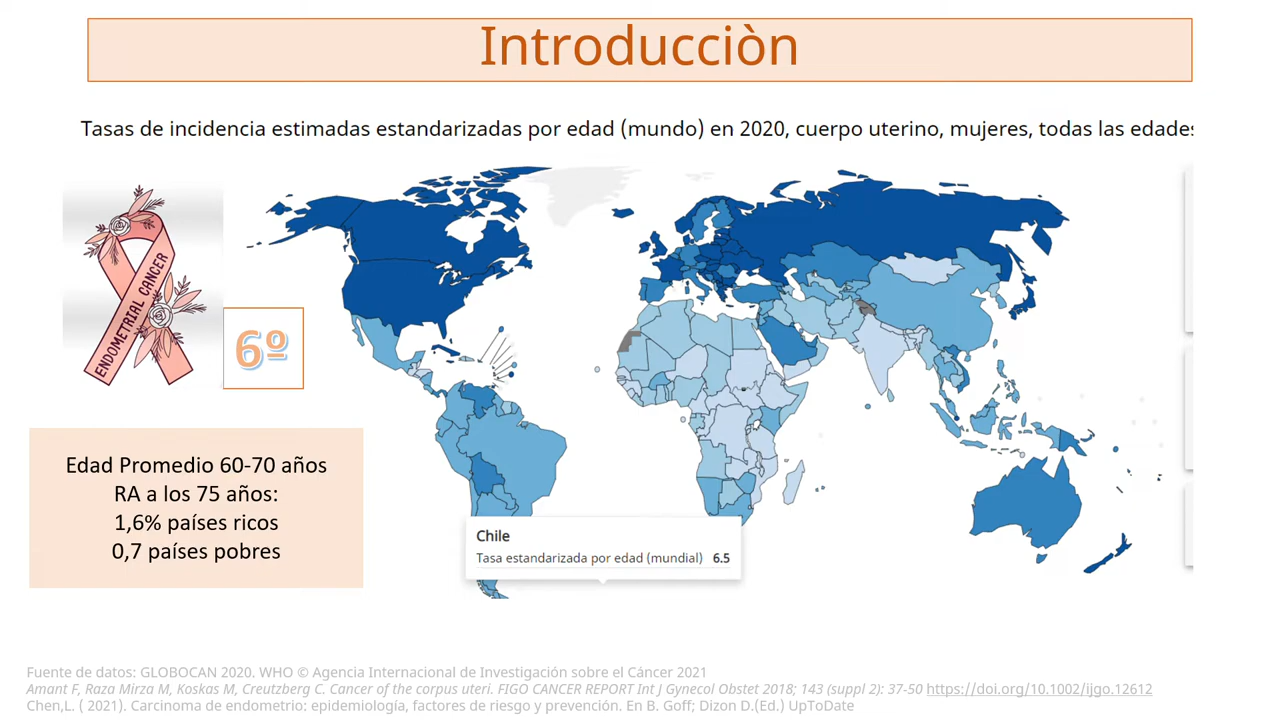 Introducciòn
Tasas de incidencia estimadas estandarizadas por edad (mundo) en 2020, cuerpo uterino, mujeres, todas las edades
ENDOMETRIAL CANCER
6º
Edad Promedio 60-70 años
RA a los 75 años:
1,6% países ricos
0,7 países pobres
Chile
Tasa estandarizada por edad (mundial) 6.5
Fuente de datos: GLOBOCAN 2020. WHO © Agencia Internacional de Investigación sobre el Cáncer 2021
Amant F, Raza Mirza M, Koskas M, Creutzberg C. Cancer of the corpus uteri. FIGO CANCER REPORT Int J Gynecol Obstet 2018; 143 (suppl 2): 37-50 https://doi.org/10.1002/ijgo.12612
Chen,L. ( 2021). Carcinoma de endometrio: epidemiología, factores de riesgo y prevención. En B. Goff; Dizon D.(Ed.) UpToDate